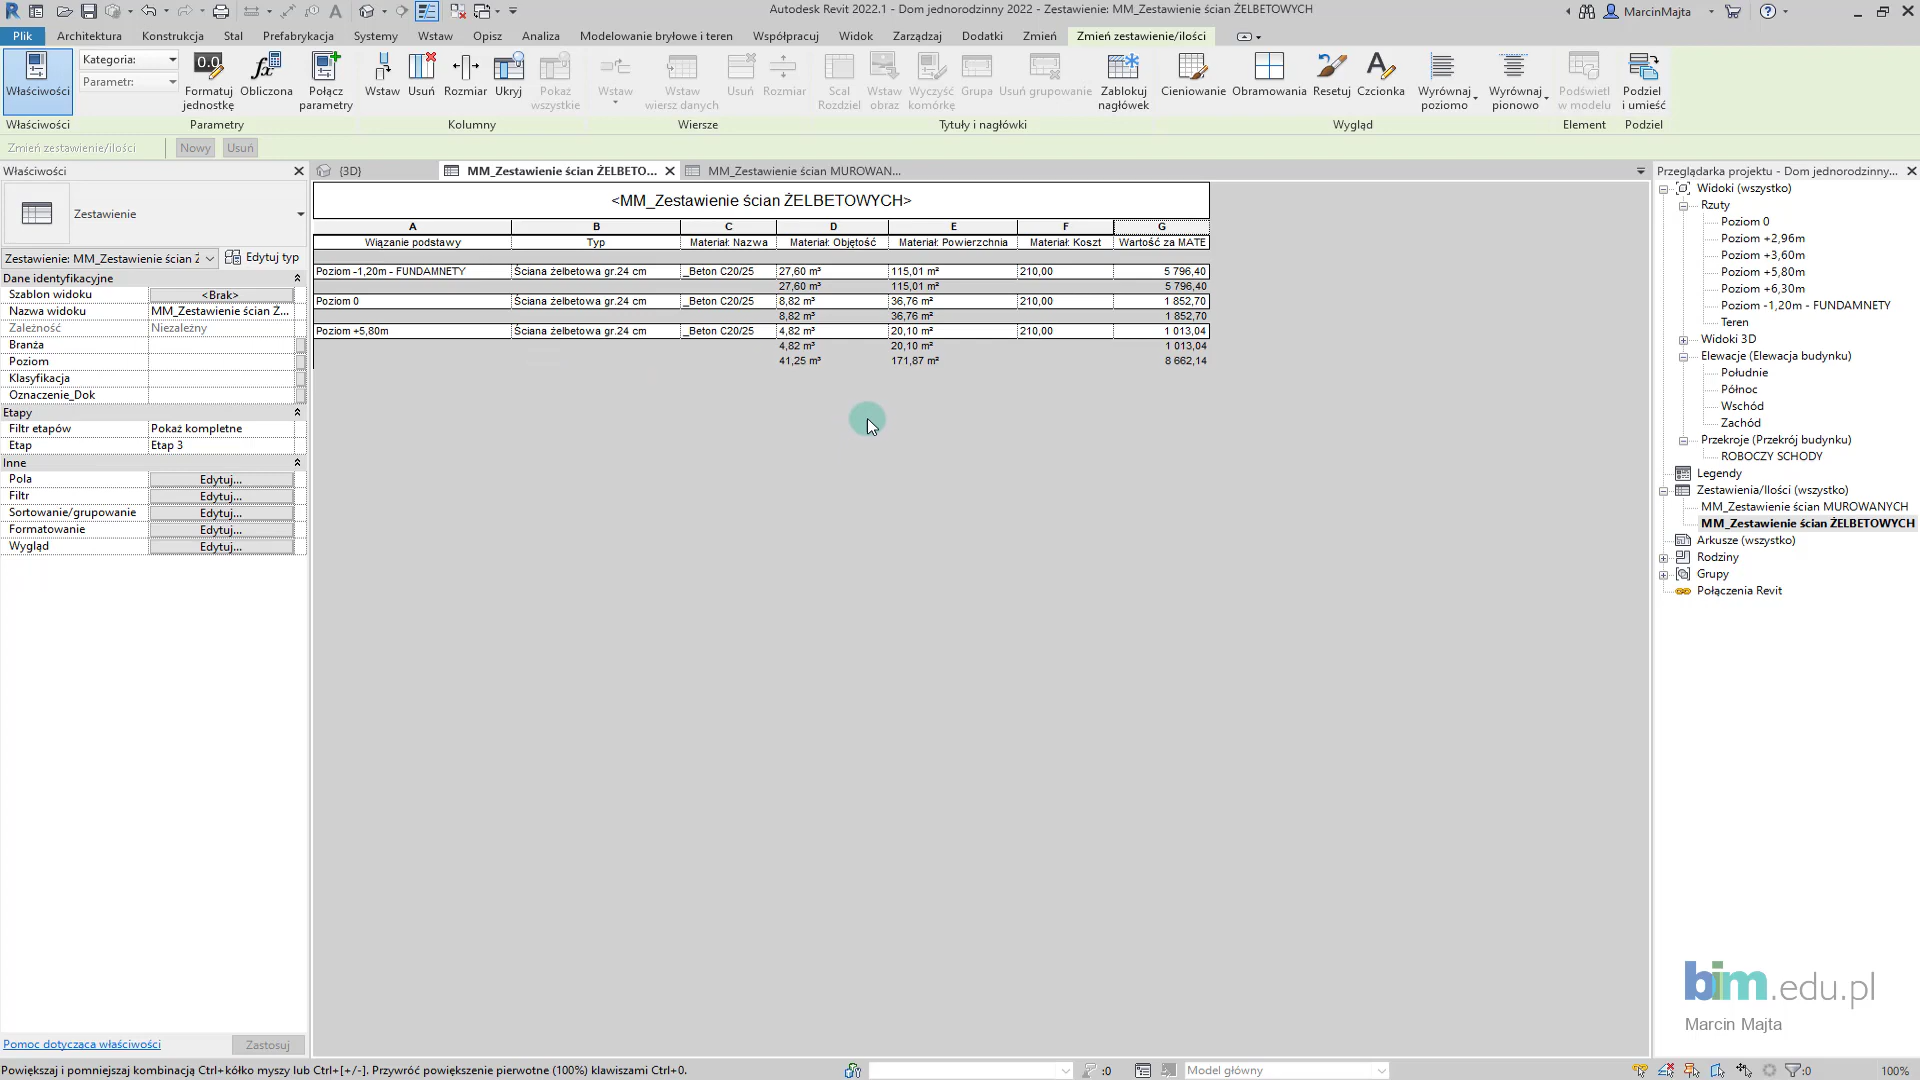 Autodesk Revit 2022.1 - Dom jednorodzinny 2022 - Zestawienie: MM_Zestawienie ścian ŻELBETOWYCH
MarcinMajta
Plik Architektura Konstrukcja Stal Prefabrykacja Systemy Wstaw Opisz Analiza Modelowanie bryłowe i teren Współpracuj Widok Zarządzaj Dodatki Zmień Zmień zestawienie/ilości
Właściwości
Kategoria:
Parametr:
Formatuj jednostkę
Obliczona
Połącz parametry
Wstaw
Usuń
Rozmiar
Ukryj
Pokaż wszystkie
Wstaw
Wstaw wiersz danych
Usuń
Rozmiar
Scal Rozdziel
Wstaw obraz
Wyczyść komórkę
Grupa
Usuń grupowanie
Zablokuj nagłówek
Cieniowanie
Obramowania
Resetuj
Czcionka
Wyrównaj poziomo
Wyrównaj pionowo
Podświetl w modelu
Podziel i umieść
Właściwości Parametry Kolumny Wiersze Tytuły i nagłówki Wygląd Element Podziel
Zmień zestawienie/ilości Nowy Usuń
Właściwości
Zestawienie
Zestawienie: MM_Zestawienie ścian Ż Edytuj typ
Dane identyfikacyjne
Szablon widoku <Brak>
Nazwa widoku MM_Zestawienie ścian Ż...
Zależność Niezależny
Branża
Poziom
Klasyfikacja
Oznaczenie_Dok
Etapy
Filtr etapów Pokaż kompletne
Etap Etap 3
Inne
Pola Edytuj...
Filtr Edytuj...
Sortowanie/grupowanie Edytuj...
Formatowanie Edytuj...
Wygląd Edytuj...
Pomoc dotycząca właściwości Zastosuj
{3D} MM_Zestawienie ścian ŻELBETO... MM_Zestawienie ścian MUROWAN...
<MM_Zestawienie ścian ŻELBETOWYCH>
A B C D E F G
Wiązanie podstawy Typ Materiał: Nazwa Materiał: Objętość Materiał: Powierzchnia Materiał: Koszt Wartość za MATE
Poziom -1,20m - FUNDAMNETY Ściana żelbetowa gr.24 cm _Beton C20/25 27,60 m³ 115,01 m² 210,00 5 796,40
27,60 m³ 115,01 m² 5 796,40
Poziom 0 Ściana żelbetowa gr.24 cm _Beton C20/25 8,82 m³ 36,76 m² 210,00 1 852,70
8,82 m³ 36,76 m² 1 852,70
Poziom +5,80m Ściana żelbetowa gr.24 cm _Beton C20/25 4,82 m³ 20,10 m² 210,00 1 013,04
4,82 m³ 20,10 m² 1 013,04
41,25 m³ 171,87 m² 8 662,14
Przeglądarka projektu - Dom jednorodzinny...
Widoki (wszystko)
Rzuty
Poziom 0
Poziom +2,96m
Poziom +3,60m
Poziom +5,80m
Poziom +6,30m
Poziom -1,20m - FUNDAMNETY
Teren
Widoki 3D
Elewacje (Elewacja budynku)
Południe
Północ
Wschód
Zachód
Przekroje (Przekrój budynku)
ROBOCZY SCHODY
Legendy
Zestawienia/Ilości (wszystko)
MM_Zestawienie ścian MUROWANYCH
MM_Zestawienie ścian ŻELBETOWYCH
Arkusze (wszystko)
Rodziny
Grupy
Połączenia Revit
bim.edu.pl
Marcin Majta
Powiększaj i pomniejszaj kombinacją Ctrl+kółko myszy lub Ctrl+[+/-]. Przywróć powiększenie pierwotne (100%) klawiszami Ctrl+0. :0 Model główny :0 100%